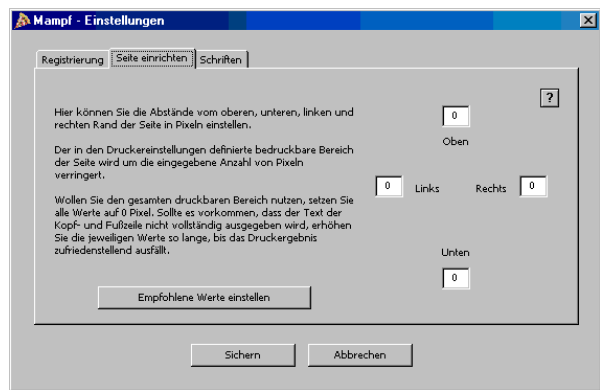 Mampf - Einstellungen
Registrierung
Seite einrichten
Schriften
?
Hier können Sie die Abstände vom oberen, unteren, linken und
rechten Rand der Seite in Pixeln einstellen.
Der in den Druckereinstellungen definierte bedruckbare Bereich
der Seite wird um die eingegebene Anzahl von Pixeln
verringert.
Wollen Sie den gesamten druckbaren Bereich nutzen, setzen Sie
alle Werte auf 0 Pixel. Sollte es vorkommen, dass der Text der
Kopf- und Fußzeile nicht vollständig ausgegeben wird, erhöhen
Sie die jeweiligen Werte so lange, bis das Druckergebnis
zufriedenstellend ausfällt.
0
Oben
0 Links Rechts 0
Unten
0
Empfohlene Werte einstellen
Sichern
Abbrechen